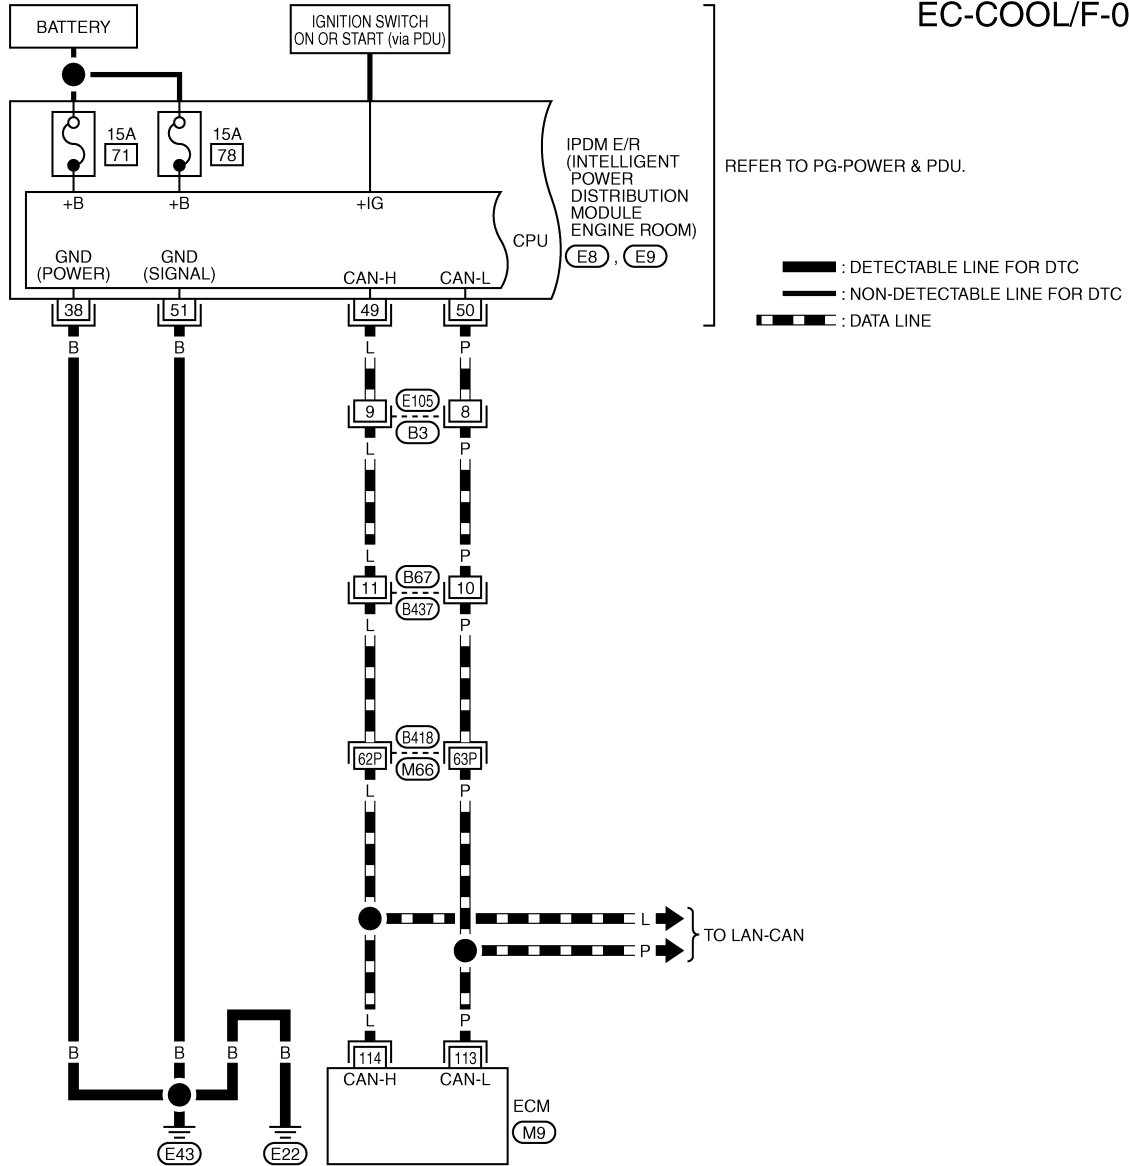 EC-COOL/F-0
BATTERY
IGNITION SWITCH
ON OR START (via PDU)
15A
71
15A
78
IPDM E/R
(INTELLIGENT
POWER
DISTRIBUTION
MODULE
ENGINE ROOM)
E8 , E9
REFER TO PG-POWER & PDU.
+B
+B
+IG
CPU
GND
(POWER)
GND
(SIGNAL)
CAN-H
CAN-L
: DETECTABLE LINE FOR DTC
: NON-DETECTABLE LINE FOR DTC
: DATA LINE
38
51
49
50
B
B
L
P
9
E105
8
B3
L
P
L
P
11
B67
10
B437
L
P
62P
B418
63P
M66
L
P
L
P
TO LAN-CAN
L
P
B
B
B
B
114
113
CAN-H
CAN-L
ECM
M9
E43
E22